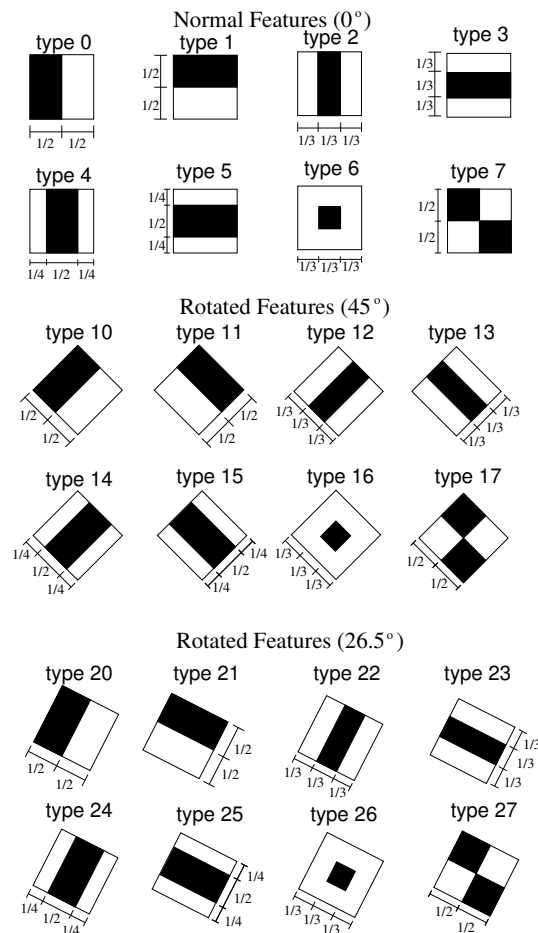 Normal Features (0°)
type 0 type 1 type 2 type 3
1/2 1/2
1/2 1/2
1/3 1/3 1/3
1/3 1/3 1/3
type 4 type 5 type 6 type 7
1/4 1/2 1/4
1/4 1/2 1/4
1/3 1/3 1/3
1/2 1/2
Rotated Features (45°)
type 10 type 11 type 12 type 13
1/2 1/2
1/2 1/2
1/3 1/3 1/3
1/3 1/3 1/3
type 14 type 15 type 16 type 17
1/4 1/2 1/4
1/4 1/2 1/4
1/3 1/3 1/3
1/2 1/2
Rotated Features (26.5°)
type 20 type 21 type 22 type 23
1/2 1/2
1/2 1/2
1/3 1/3 1/3
1/3 1/3 1/3
type 24 type 25 type 26 type 27
1/4 1/2 1/4
1/4 1/2 1/4
1/3 1/3 1/3
1/2 1/2